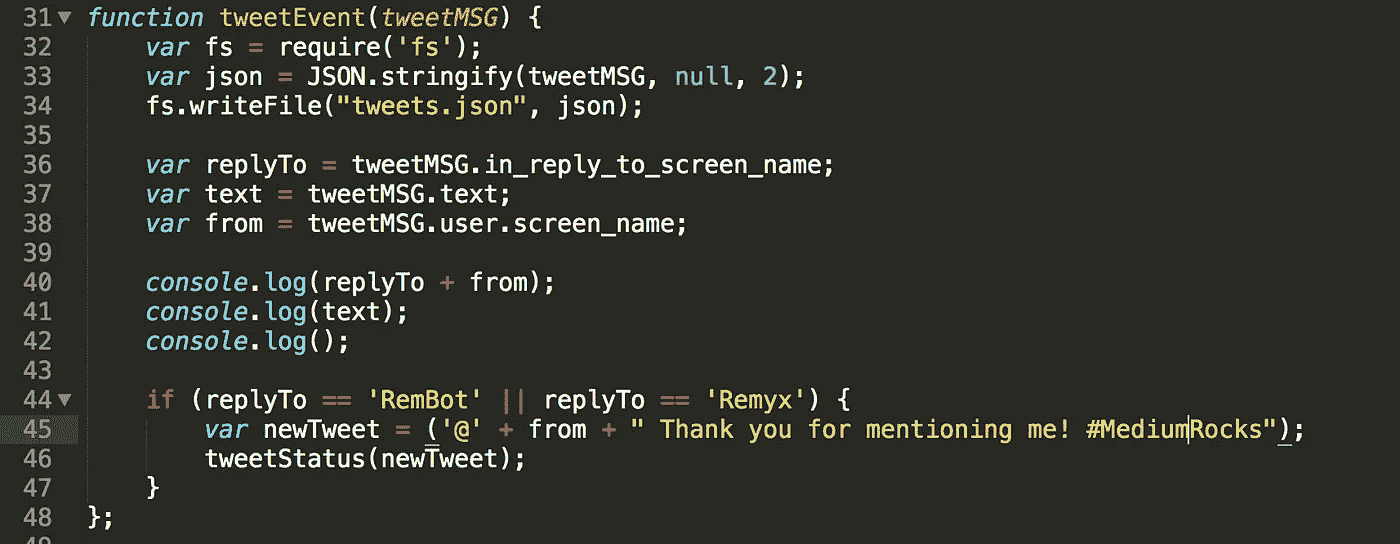 31 function tweetEvent(tweetMSG) {
32 var fs = require('fs');
33 var json = JSON.stringify(tweetMSG, null, 2);
34 fs.writeFile("tweets.json", json);
35
36 var replyTo = tweetMSG.in_reply_to_screen_name;
37 var text = tweetMSG.text;
38 var from = tweetMSG.user.screen_name;
39
40 console.log(replyTo + from);
41 console.log(text);
42 console.log();
43
44 if (replyTo == 'RemBot' || replyTo == 'Remyx') {
45 var newTweet = ('@' + from + " Thank you for mentioning me! #MediumRocks");
46 tweetStatus(newTweet);
47 }
48 };
49